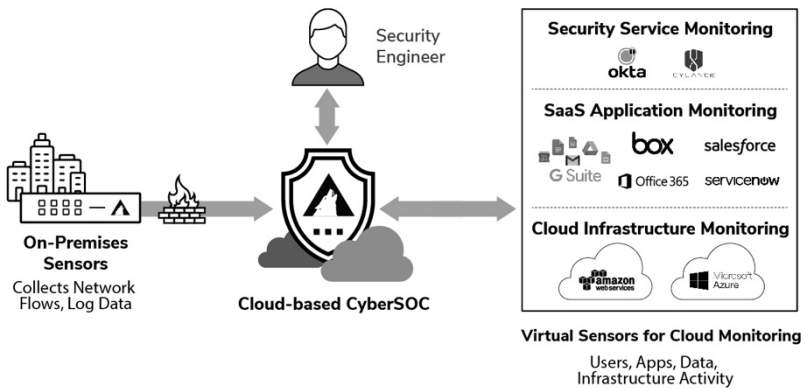 Security
Engineer
On-Premises
Sensors
Collects Network
Flows, Log Data
Cloud-based CyberSOC
Security Service Monitoring
okta
CYLANCE
SaaS Application Monitoring
G Suite
box
salesforce
Office 365
servicenow
Cloud Infrastructure Monitoring
amazon
webservices
Microsoft
Azure
Virtual Sensors for Cloud Monitoring
Users, Apps, Data,
Infrastructure Activity